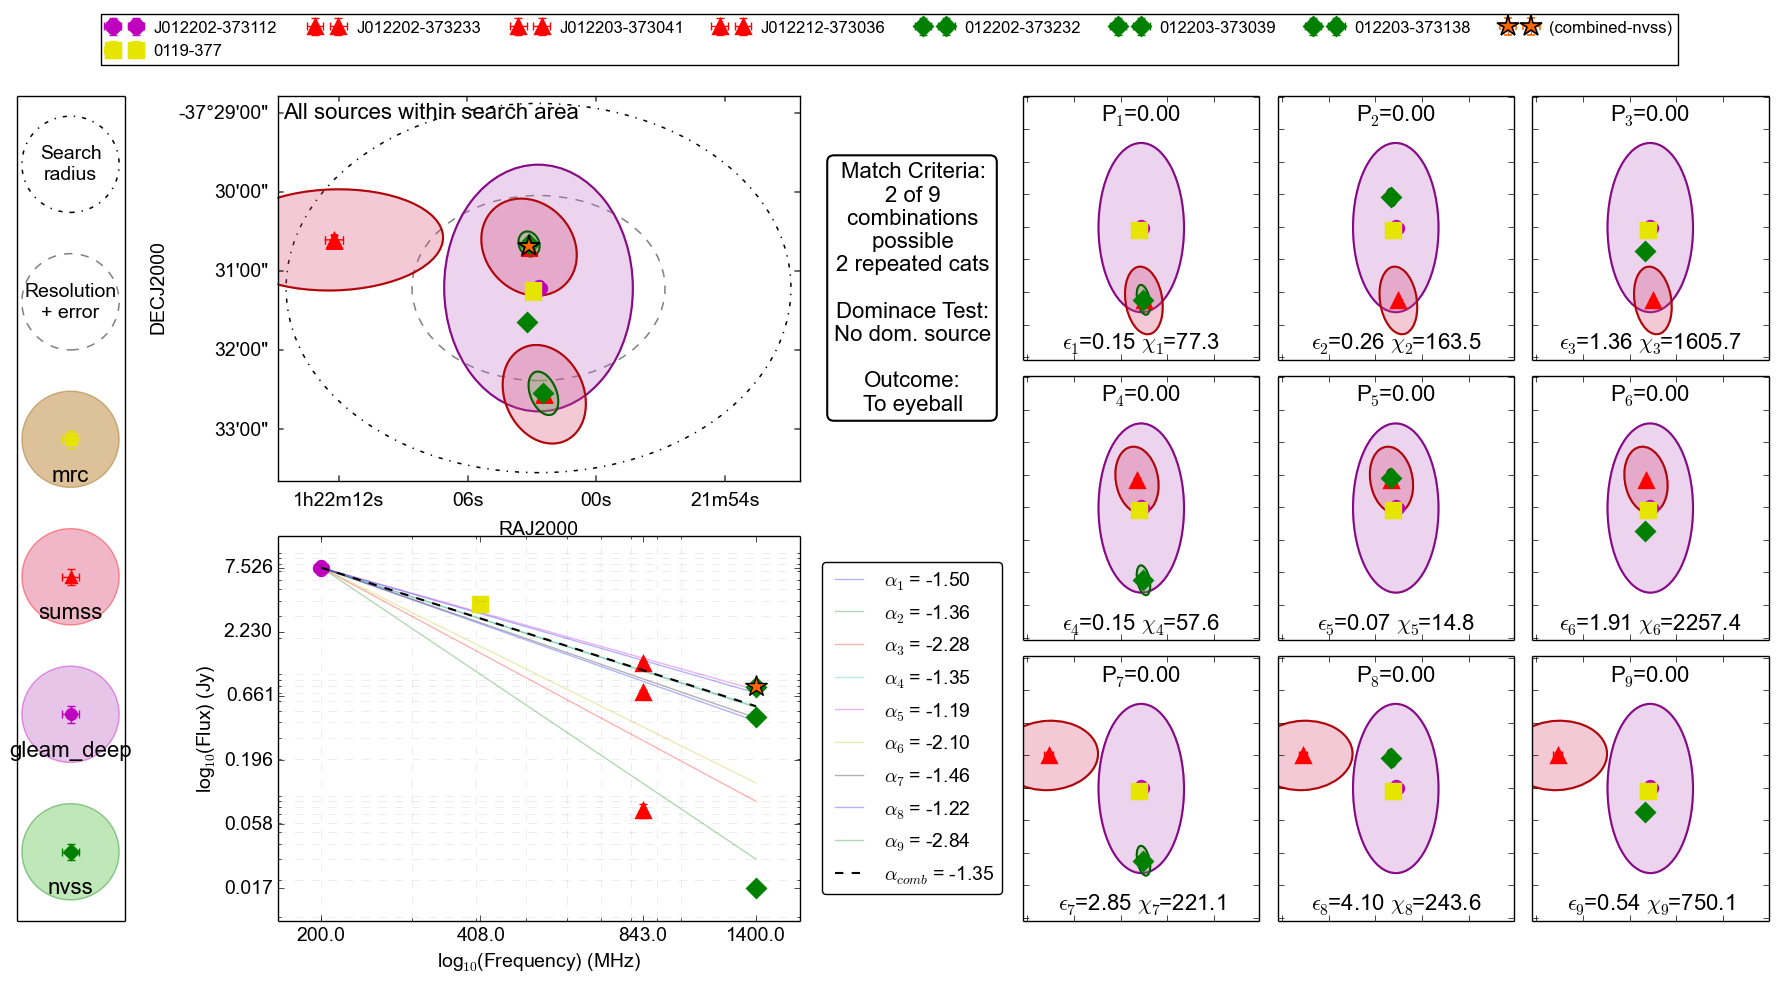 J012202-373112 J012202-373233 J012203-373041 J012212-373036 012202-373232 012203-373039 012203-373138 (combined-nvss)
0119-377
Search
radius
Resolution
+ error
mrc
sumss
gleam_deep
nvss
All sources within search area
-37°29'00"
30'00"
31'00"
32'00"
33'00"
DECJ2000
1h22m12s 06s 00s 21m54s
RAJ2000
Match Criteria:
2 of 9
combinations
possible
2 repeated cats
Dominace Test:
No dom. source
Outcome:
To eyeball
7.526
2.230
0.661
0.196
0.058
0.017
log10(Flux) (Jy)
200.0 408.0 843.0 1400.0
log10(Frequency) (MHz)
α1 = -1.50
α2 = -1.36
α3 = -2.28
α4 = -1.35
α5 = -1.19
α6 = -2.10
α7 = -1.46
α8 = -1.22
α9 = -2.84
αcomb = -1.35
P1=0.00 P2=0.00 P3=0.00
ϵ1=0.15 χ1=77.3 ϵ2=0.26 χ2=163.5 ϵ3=1.36 χ3=1605.7
P4=0.00 P5=0.00 P6=0.00
ϵ4=0.15 χ4=57.6 ϵ5=0.07 χ5=14.8 ϵ6=1.91 χ6=2257.4
P7=0.00 P8=0.00 P9=0.00
ϵ7=2.85 χ7=221.1 ϵ8=4.10 χ8=243.6 ϵ9=0.54 χ9=750.1